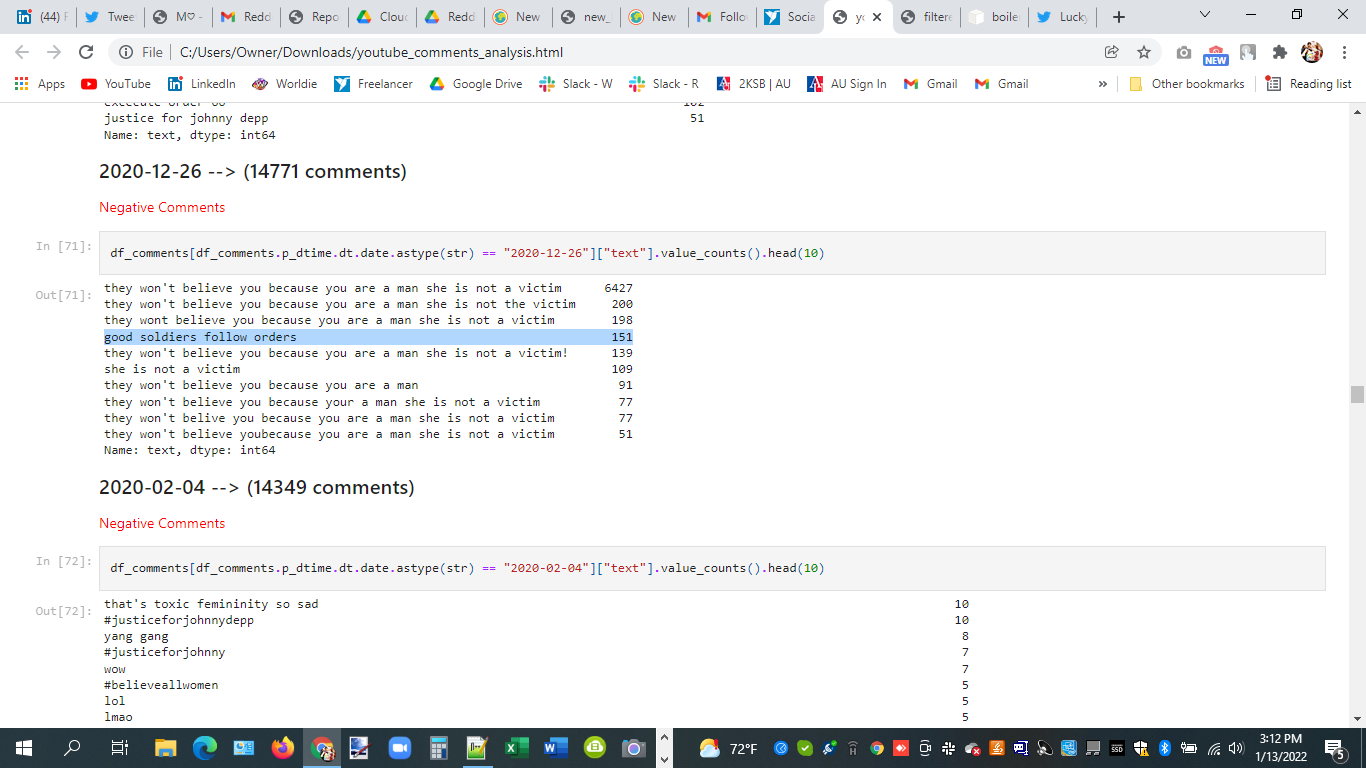 (44) F
Twee
M♡ -
Redd
Repo
Cloud
Redd
New
new_
New
Follo
Socia
yo
filtere
boile
Lucky
File
C:/Users/Owner/Downloads/youtube_comments_analysis.html
NEW
Apps
YouTube
LinkedIn
Worldie
Freelancer
Google Drive
Slack - W
Slack - R
2KSB | AU
AU Sign In
Gmail
Gmail
»
Other bookmarks
Reading list
justice for johnny depp 51
Name: text, dtype: int64
2020-12-26 --> (14771 comments)
Negative Comments
In [71]:
df_comments[df_comments.p_dtime.dt.date.astype(str) == "2020-12-26"]["text"].value_counts().head(10)
Out[71]:
they won't believe you because you are a man she is not a victim 6427
they won't believe you because you are a man she is not the victim 200
they wont believe you because you are a man she is not a victim 198
good soldiers follow orders 151
they won't believe you because you are a man she is not a victim! 139
she is not a victim 109
they won't believe you because you are a man 91
they won't believe you because your a man she is not a victim 77
they won't belive you because you are a man she is not a victim 77
they won't believe youbecause you are a man she is not a victim 51
Name: text, dtype: int64
2020-02-04 --> (14349 comments)
Negative Comments
In [72]:
df_comments[df_comments.p_dtime.dt.date.astype(str) == "2020-02-04"]["text"].value_counts().head(10)
Out[72]:
that's toxic femininity so sad 10
#justiceforjohnnydepp 10
yang gang 8
#justiceforjohnny 7
wow 7
#believeallwomen 5
lol 5
lmao 5
72°F
3:12 PM
1/13/2022
5